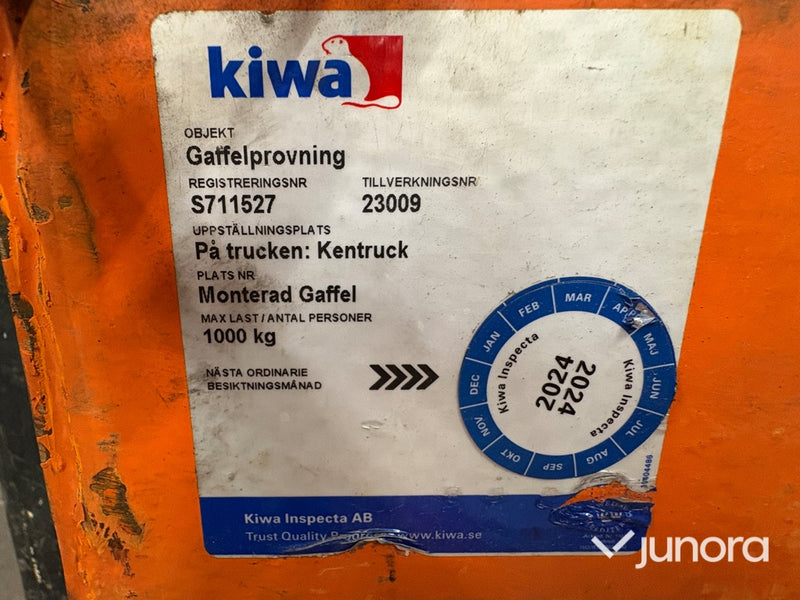 kiwa
OBJEKT
Gaffelprovning
REGISTRERINGSNR TILLVERKNINGSNR
S711527 23009
UPPSTÄLLNINGSPLATS
På trucken: Kentruck
PLATS NR
Monterad Gaffel
MAX LAST / ANTAL PERSONER
1000 kg
NÄSTA ORDINARIE
BESIKTNINGSMÅNAD
JAN FEB MAR APR MAJ JUN JUL AUG SEP OKT NOV DEC
Kiwa Inspecta
2024
2024
Kiwa Inspecta
Kiwa Inspecta AB
Trust Quality www.kiwa.se
junora